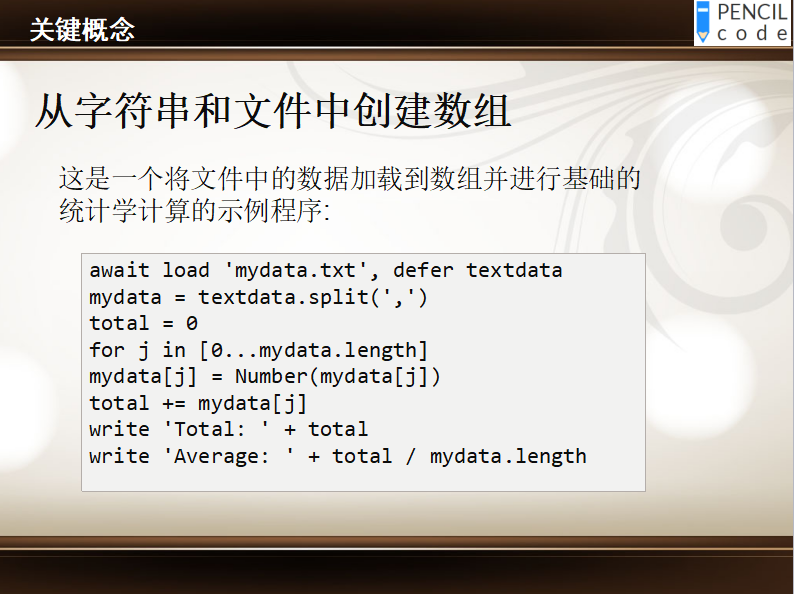 关键概念
PENCIL
code
从字符串和文件中创建数组
这是一个将文件中的数据加载到数组并进行基础的
统计学计算的示例程序:
await load 'mydata.txt', defer textdata
mydata = textdata.split(',')
total = 0
for j in [0...mydata.length]
mydata[j] = Number(mydata[j])
total += mydata[j]
write 'Total: ' + total
write 'Average: ' + total / mydata.length